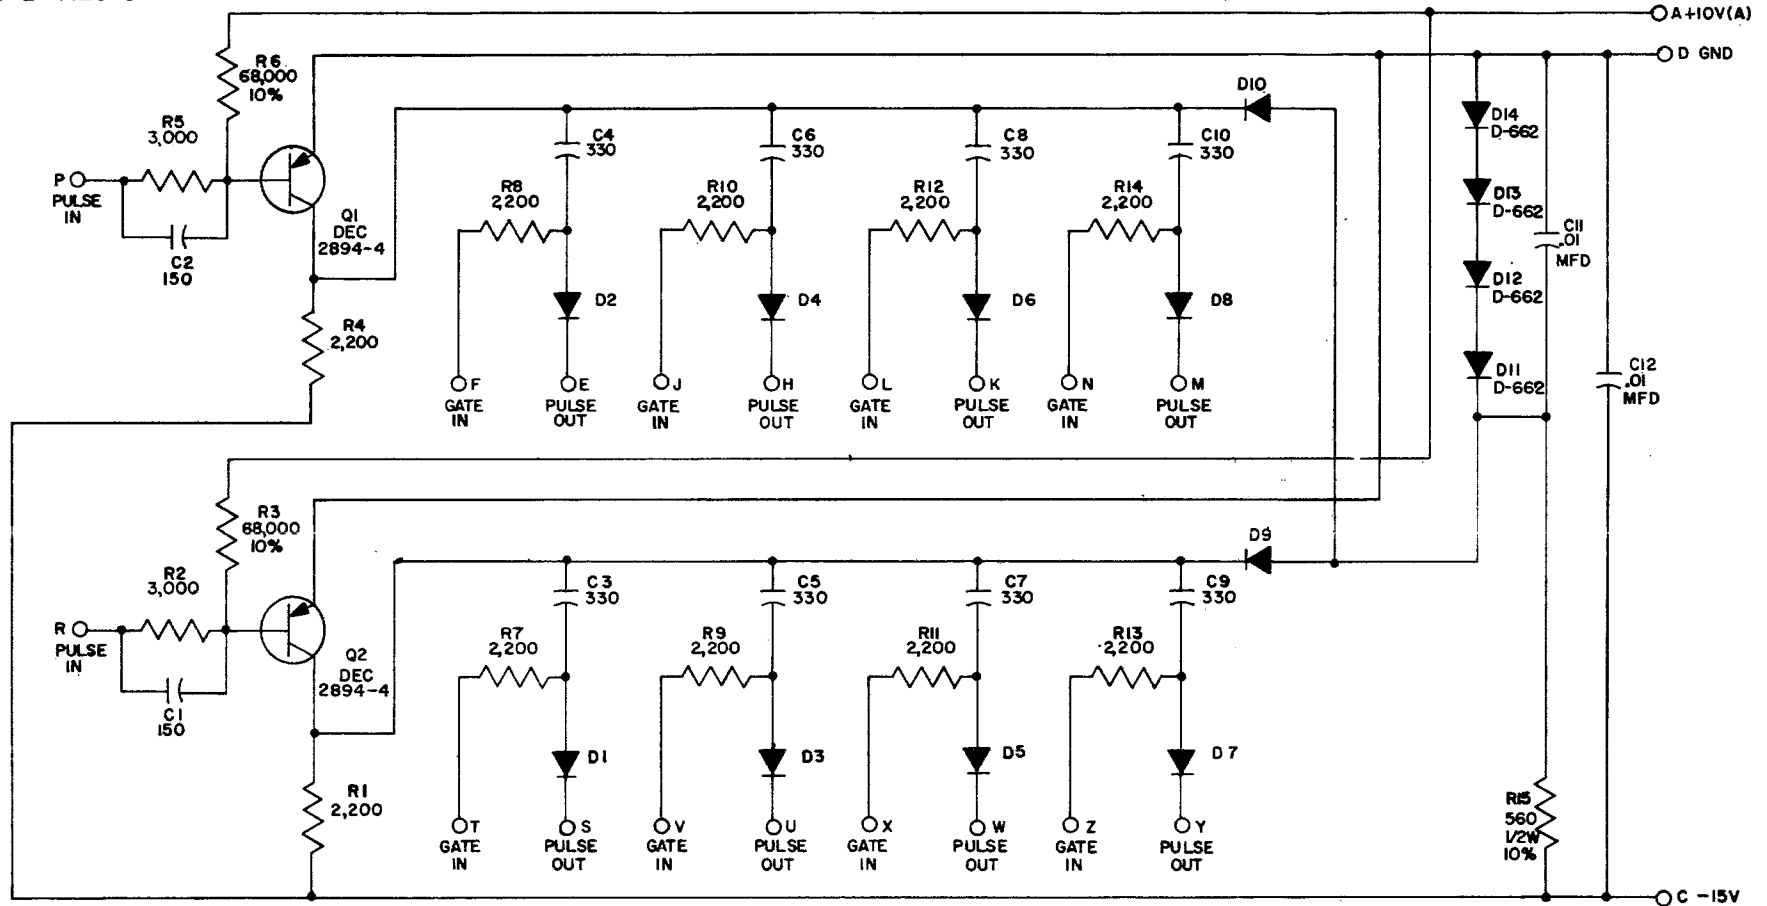 A +10V(A)
D GND
R6
68,000
10%
R5
3,000
P
PULSE
IN
C2
150
Q1
DEC
2894-4
R4
2,200
C4
330
R8
2,200
D2
F
GATE
IN
E
PULSE
OUT
C6
330
R10
2,200
D4
J
GATE
IN
H
PULSE
OUT
C8
330
R12
2,200
D6
L
GATE
IN
K
PULSE
OUT
C10
330
R14
2,200
D8
N
GATE
IN
M
PULSE
OUT
D10
D14
D-662
D13
D-662
D12
D-662
D11
D-662
C11
.01
MFD
C12
.01
MFD
R3
68,000
10%
R2
3,000
R
PULSE
IN
C1
150
Q2
DEC
2894-4
R1
2,200
C3
330
R7
2,200
D1
T
GATE
IN
S
PULSE
OUT
C5
330
R9
2,200
D3
V
GATE
IN
U
PULSE
OUT
C7
330
R11
2,200
D5
X
GATE
IN
W
PULSE
OUT
C9
330
R13
2,200
D7
Z
GATE
IN
Y
PULSE
OUT
D9
R15
560
1/2W
10%
C -15V